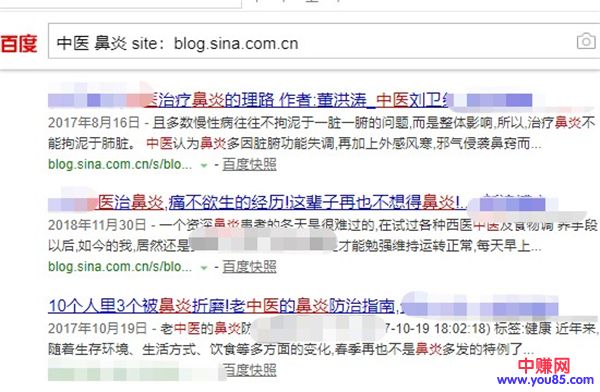 百度 中医 鼻炎 site：blog.sina.com.cn
医治疗鼻炎的理路 作者:董洪涛_中医刘卫
2017年8月16日 - 且多数慢性病往往不拘泥于一脏一腑的问题,而是整体影响,所以,治疗鼻炎不
能拘泥于肺脏。 中医认为鼻炎多因脏腑功能失调,再加上外感风寒,邪气侵袭鼻窍而...
blog.sina.com.cn/s/blo... - 百度快照
医治鼻炎,痛不欲生的经历!这辈子再也不想得鼻炎!..
2018年11月30日 - 一个资深鼻炎患者的冬天是很难过的,在试过各种西医中医及食物调 养手段
以后,如今的我,居然还是 才能勉强维持运转正常,每天早上...
blog.sina.com.cn/s/blo... - 百度快照
10个人里3个被鼻炎折磨!老中医的鼻炎防治指南,
2017年10月19日 - 老中医的鼻炎防 7-10-19 18:02:18) 标签:健康 近年来,
随着生存环境、生活方式、饮食等多方面的变化,春季再也不是鼻炎多发的特例了...
百度快照
中赚网
www.you85.com